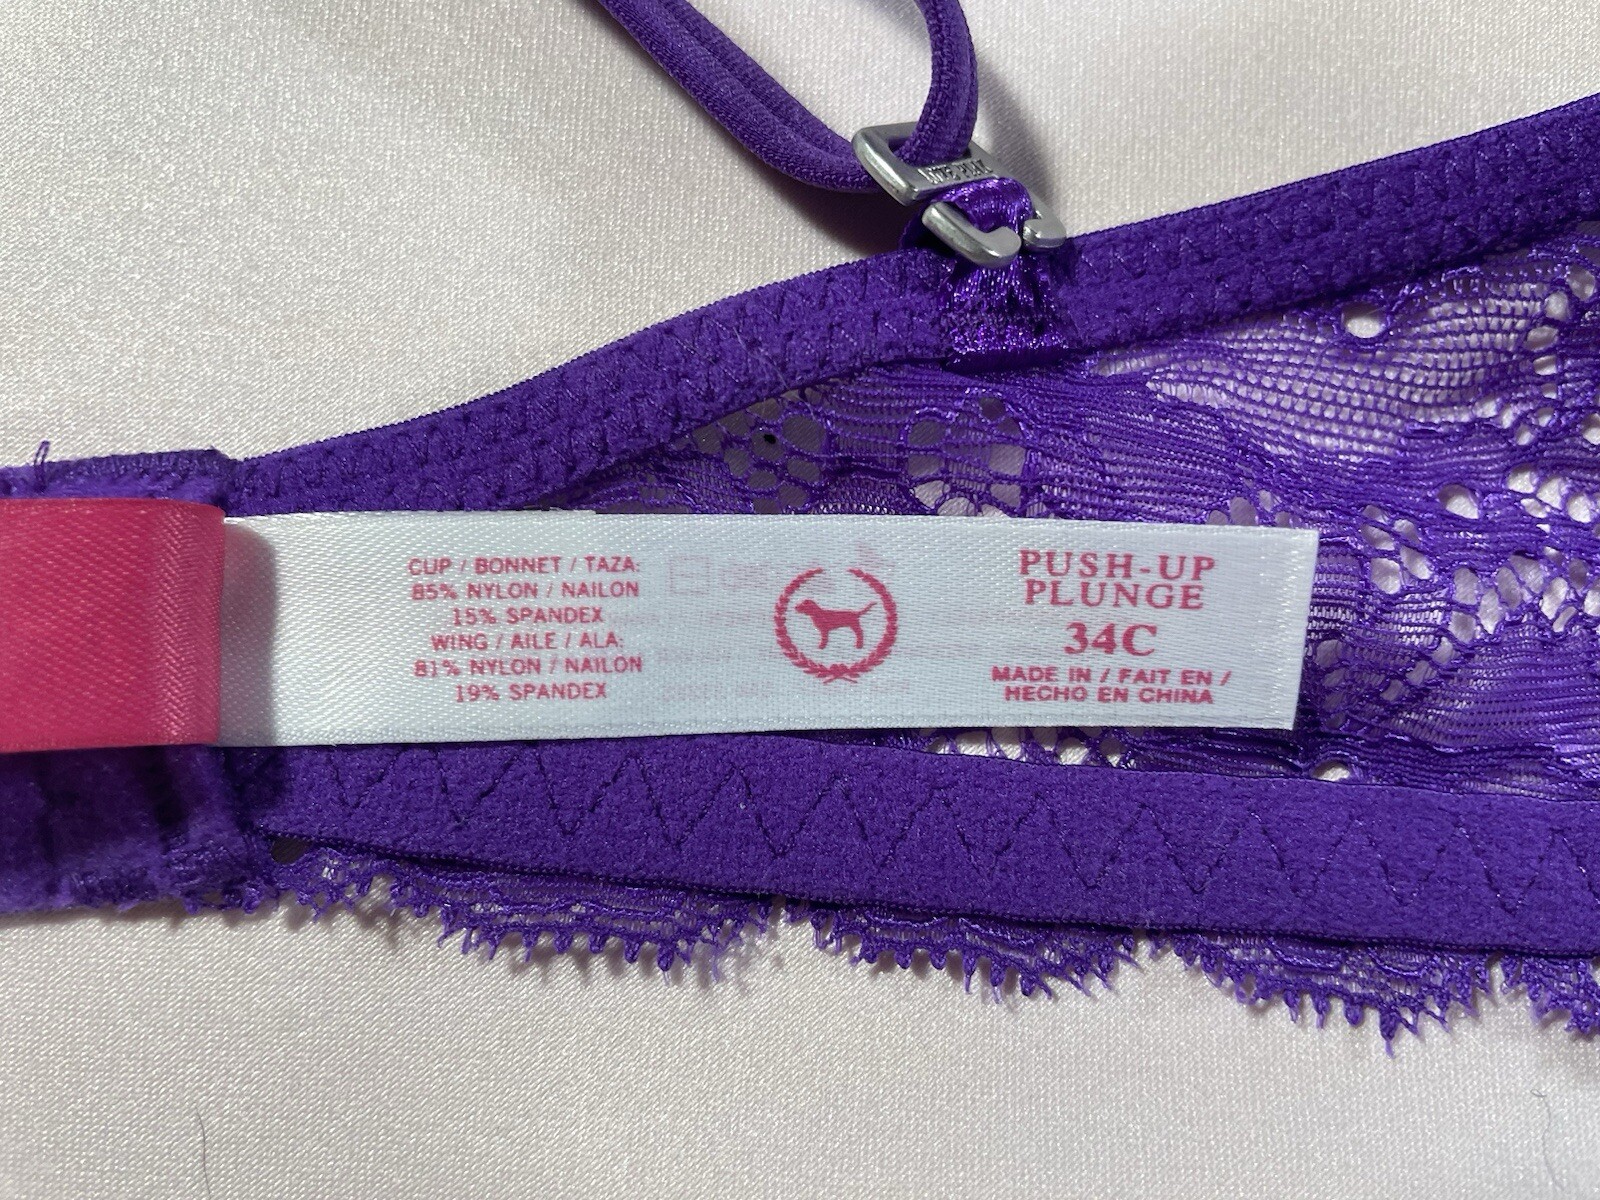 CUP / BONNET / TAZA:
85% NYLON / NAILON
15% SPANDEX
WING / AILE / ALA:
81% NYLON / NAILON
19% SPANDEX
PUSH-UP
PLUNGE
34C
MADE IN / FAIT EN /
HECHO EN CHINA